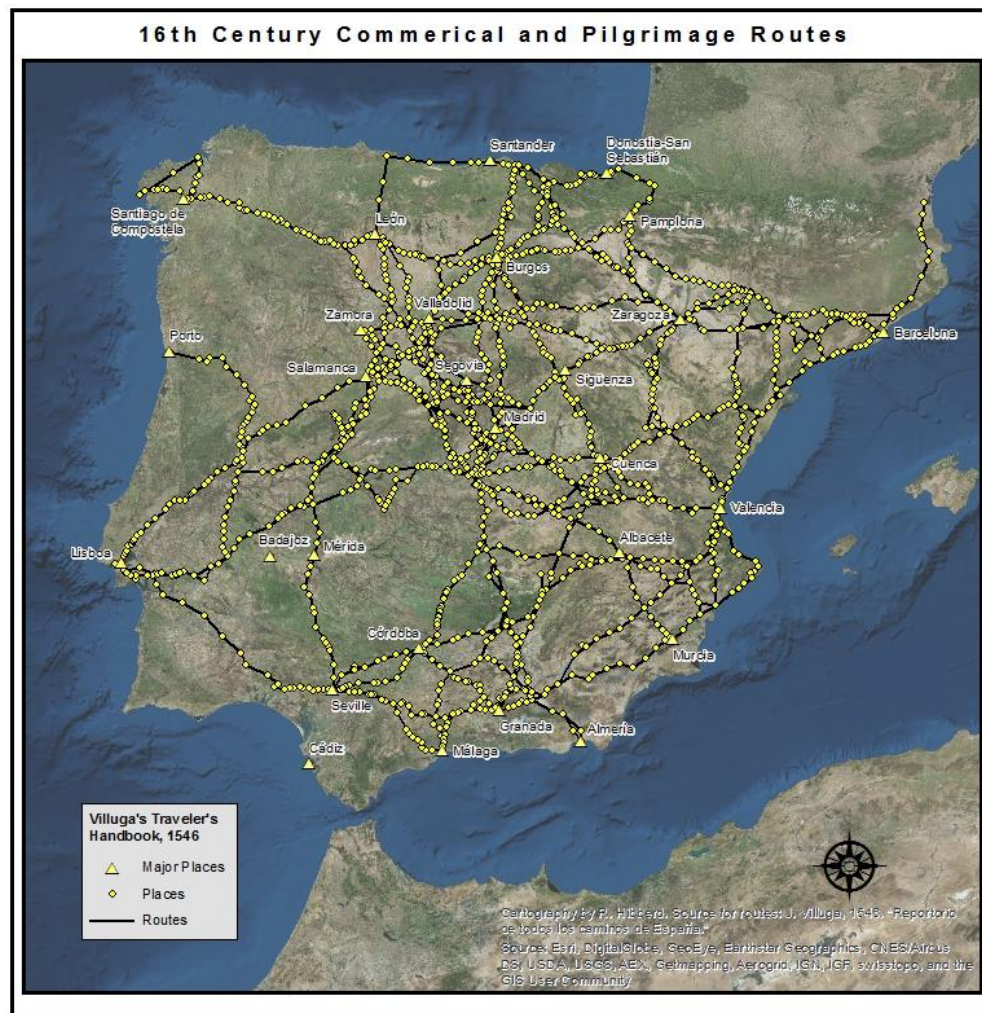 16th Century Commerical and Pilgrimage Routes
Santander
Donostia-San
Sebastián
Santiago de
Compostela
León
Pamplona
Burgos
Zamora
Valladolid
Zaragoza
Barcelona
Porto
Salamanca
Segovia
Sigüenza
Madrid
Cuenca
Valencia
Lisboa
Badajoz
Mérida
Albacete
Córdoba
Murcia
Seville
Granada
Almería
Cádiz
Málaga
Villuga's Traveler's
Handbook, 1546
Major Places
Places
Routes
Cartography by R. Hibberd. Source for routes: J. Villuga, 1546. "Reportorio
de todos los caminos de España."
Source: Esri, DigitalGlobe, GeoEye, Earthstar Geographics, CNES/Airbus
DS, USDA, USGS, AEX, Getmapping, Aerogrid, IGN, IGP, swisstopo, and the
GIS User Community